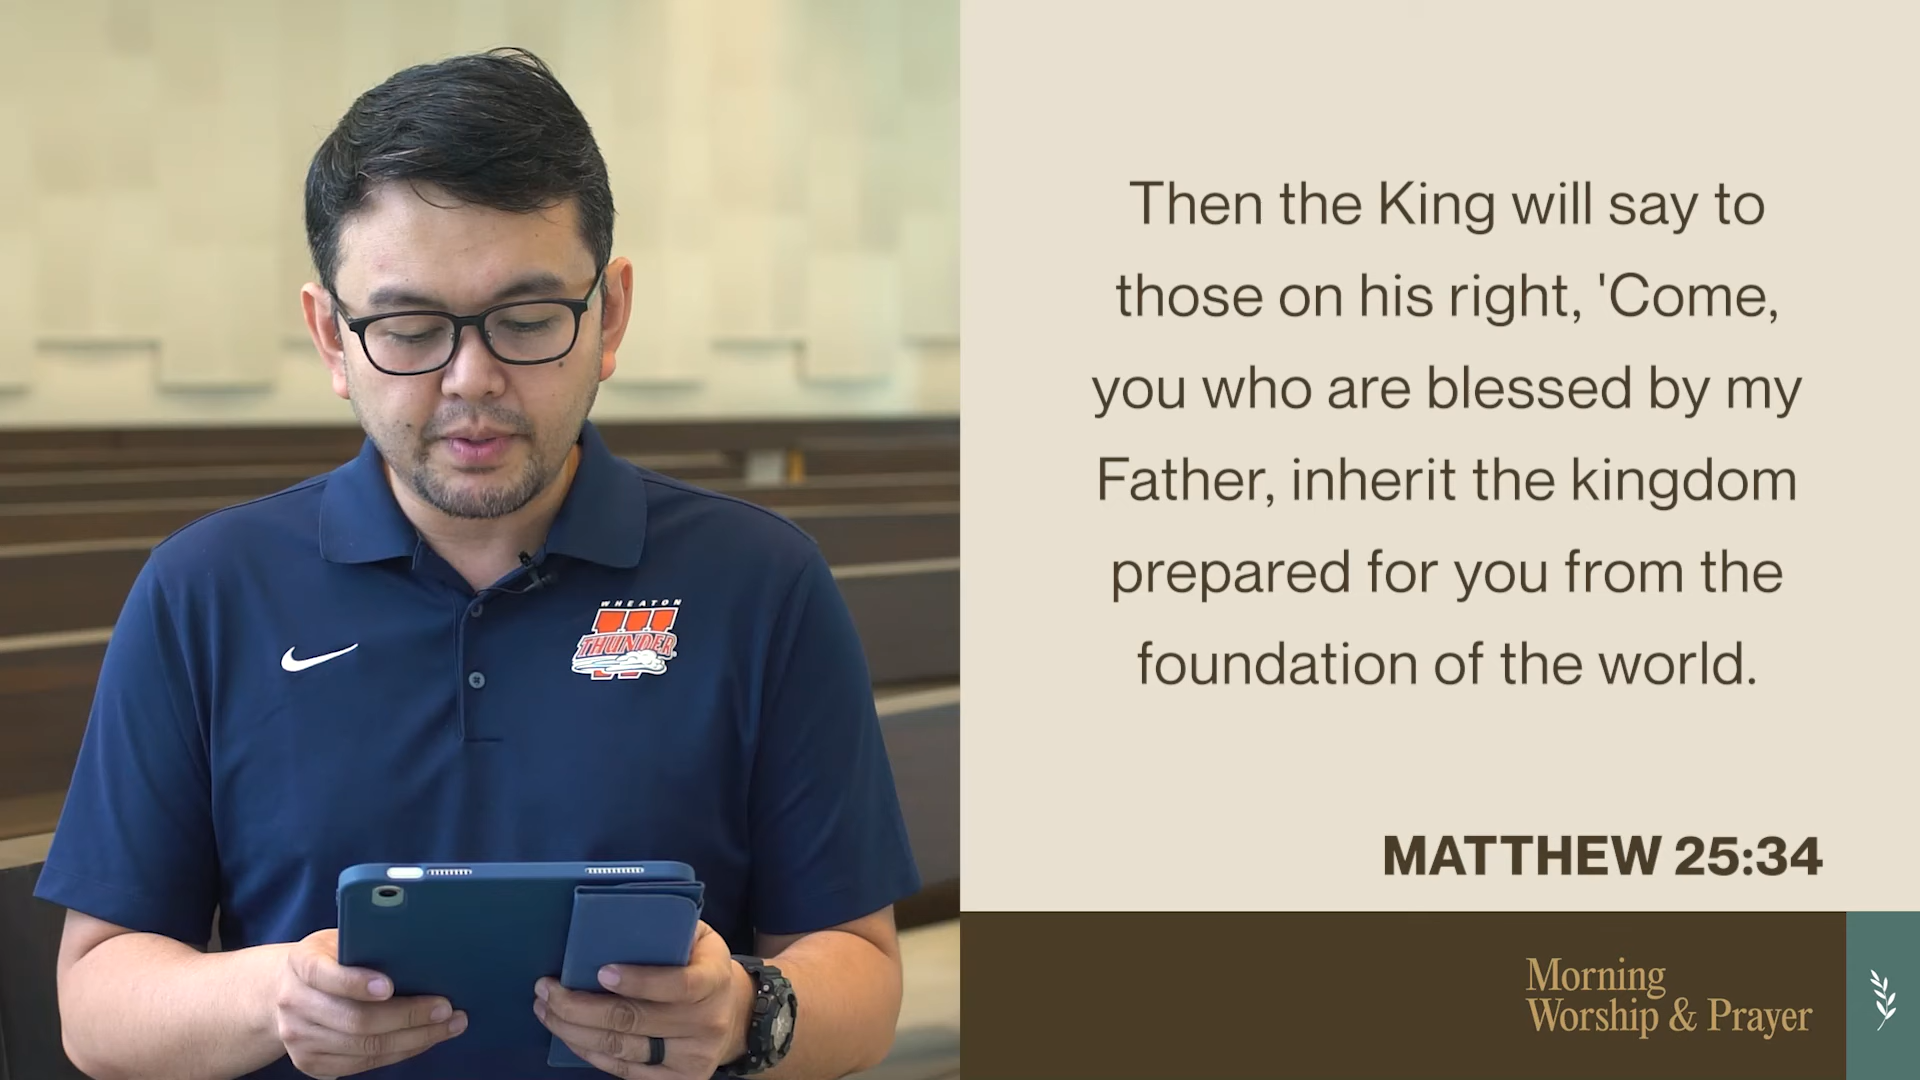 WHEATON
THUNDER
Then the King will say to
those on his right, 'Come,
you who are blessed by my
Father, inherit the kingdom
prepared for you from the
foundation of the world.
MATTHEW 25:34
Morning
Worship & Prayer